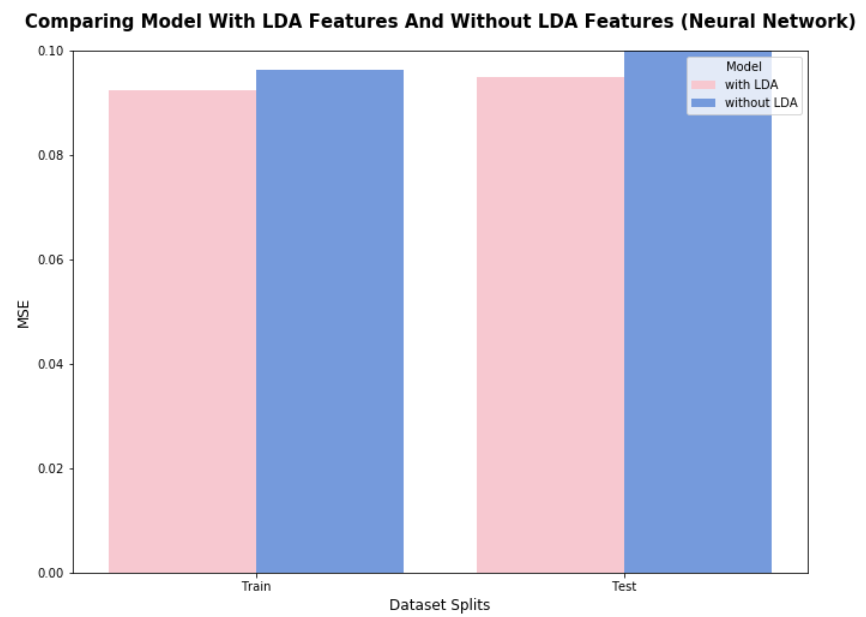 Comparing Model With LDA Features And Without LDA Features (Neural Network)
0.10
Model
with LDA
without LDA
0.08
0.06
MSE
0.04
0.02
0.00
Train
Test
Dataset Splits